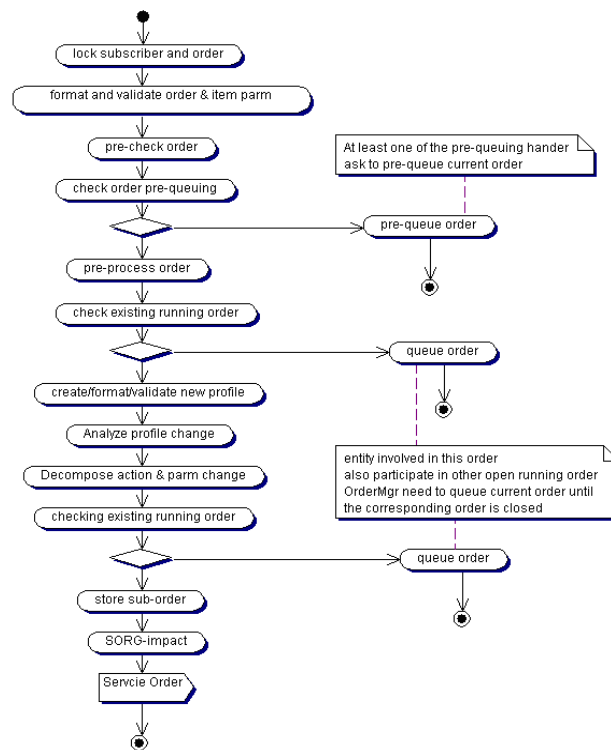 lock subscriber and order
format and validate order & item parm
pre-check order
At least one of the pre-queuing hander
ask to pre-queue current order
check order pre-queuing
pre-queue order
pre-process order
check existing running order
queue order
create/format/validate new profile
Analyze profile change
entity involved in this order
also participate in other open running order
OrderMgr need to queue current order until
the corresponding order is closed
Decompose action & parm change
checking existing running order
queue order
store sub-order
SORG-impact
Servcie Order